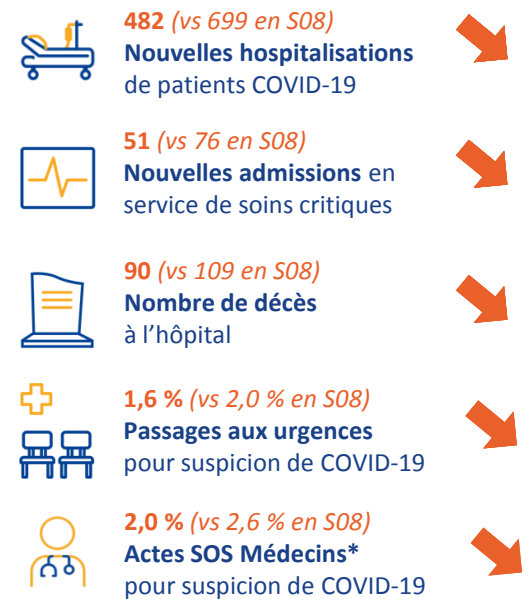 482 (vs 699 en S08)
Nouvelles hospitalisations
de patients COVID-19
51 (vs 76 en S08)
Nouvelles admissions en
service de soins critiques
90 (vs 109 en S08)
Nombre de décès
à l’hôpital
1,6 % (vs 2,0 % en S08)
Passages aux urgences
pour suspicion de COVID-19
2,0 % (vs 2,6 % en S08)
Actes SOS Médecins*
pour suspicion de COVID-19